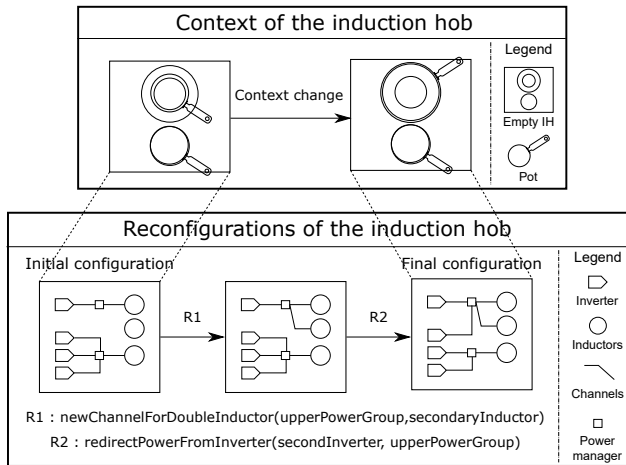 Context of the induction hob
Legend
Context change
Empty IH
Pot
Reconfigurations of the induction hob
Initial configuration
Final configuration
Legend
Inverter
R1
R2
Inductors
Channels
R1 : newChannelForDoubleInductor(upperPowerGroup,secondaryInductor)
R2 : redirectPowerFromInverter(secondInverter, upperPowerGroup)
Power
manager